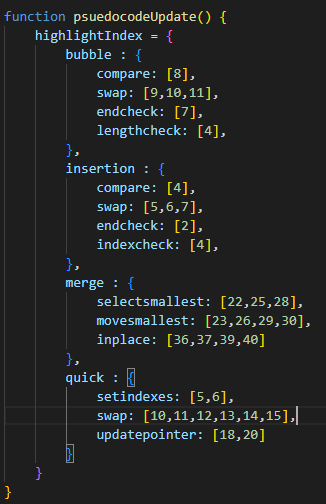 function psuedocodeUpdate() {
    highlightIndex = {
        bubble : {
            compare: [8],
            swap: [9,10,11],
            endcheck: [7],
            lengthcheck: [4],
        },
        insertion : {
            compare: [4],
            swap: [5,6,7],
            endcheck: [2],
            indexcheck: [4],
        },
        merge : {
            selectsmallest: [22,25,28],
            movesmallest: [23,26,29,30],
            inplace: [36,37,39,40]
        },
        quick : {
            setindexes: [5,6],
            swap: [10,11,12,13,14,15],
            updatepointer: [18,20]
        }
    }
}